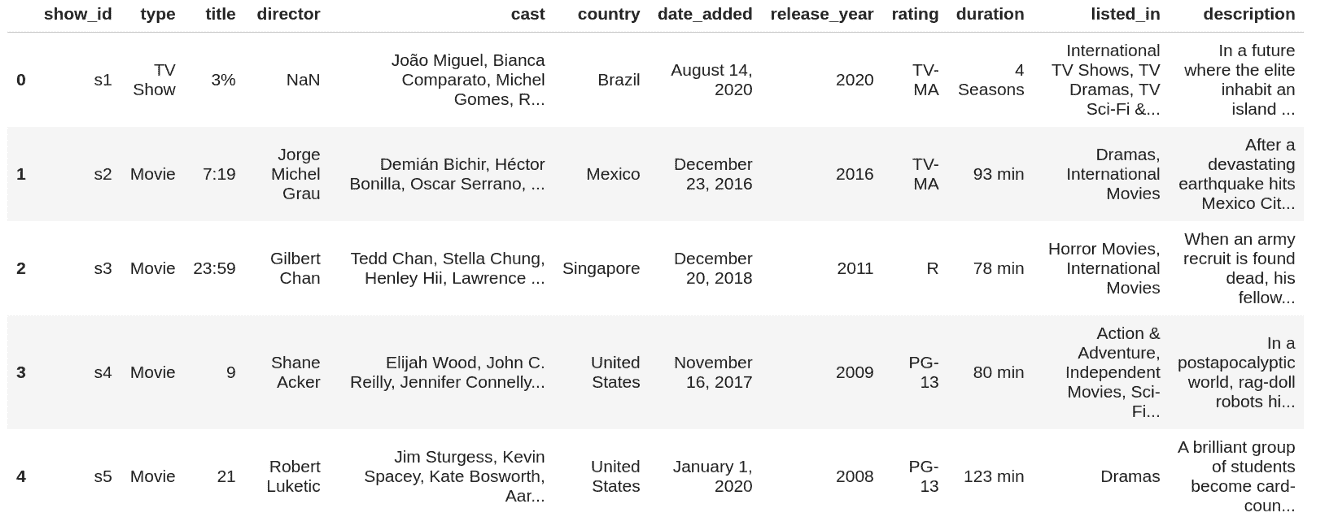 show_id type title director cast country date_added release_year rating duration listed_in description
0 s1 TV Show 3% NaN João Miguel, Bianca Comparato, Michel Gomes, R... Brazil August 14, 2020 2020 TV-MA 4 Seasons International TV Shows, TV Dramas, TV Sci-Fi &... In a future where the elite inhabit an island ...
1 s2 Movie 7:19 Jorge Michel Grau Demián Bichir, Héctor Bonilla, Oscar Serrano, ... Mexico December 23, 2016 2016 TV-MA 93 min Dramas, International Movies After a devastating earthquake hits Mexico Cit...
2 s3 Movie 23:59 Gilbert Chan Tedd Chan, Stella Chung, Henley Hii, Lawrence ... Singapore December 20, 2018 2011 R 78 min Horror Movies, International Movies When an army recruit is found dead, his fellow...
3 s4 Movie 9 Shane Acker Elijah Wood, John C. Reilly, Jennifer Connelly... United States November 16, 2017 2009 PG-13 80 min Action & Adventure, Independent Movies, Sci-Fi... In a postapocalyptic world, rag-doll robots hi...
4 s5 Movie 21 Robert Luketic Jim Sturgess, Kevin Spacey, Kate Bosworth, Aar... United States January 1, 2020 2008 PG-13 123 min Dramas A brilliant group of students become card-coun...